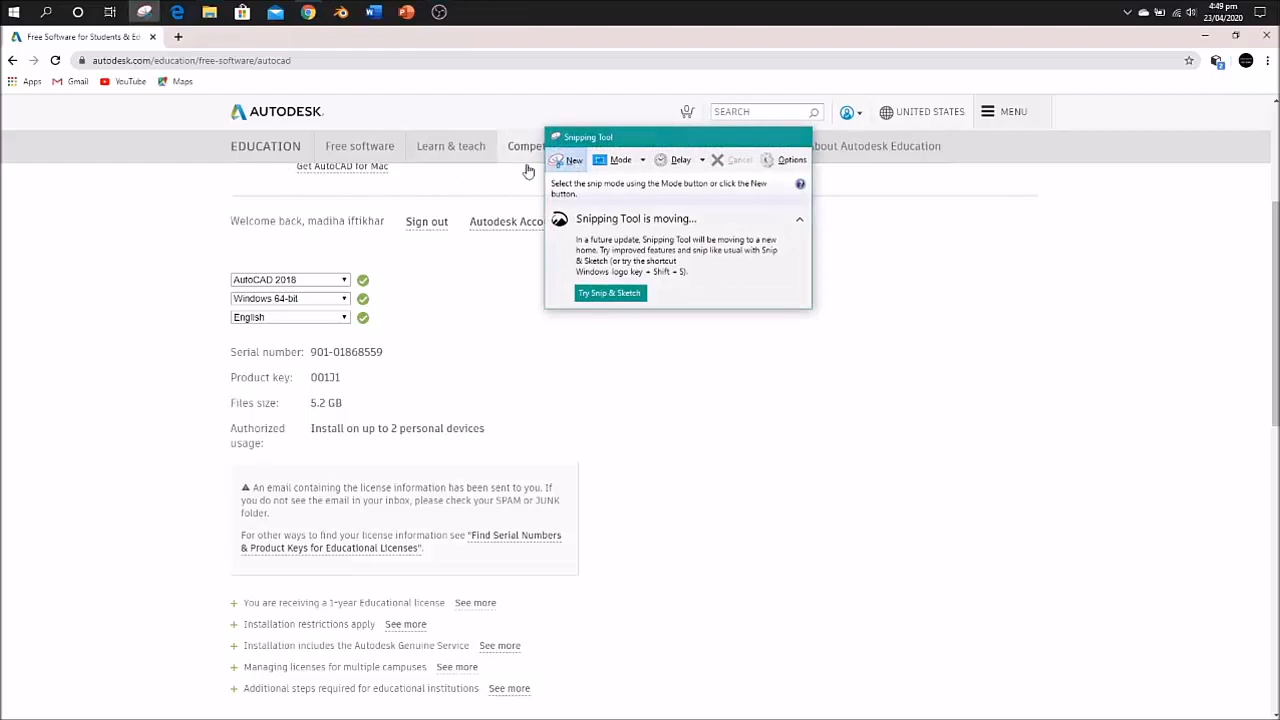 4:49 pm
23/04/2020
Free Software for Students & Ed
autodesk.com/education/free-software/autocad
Apps Gmail YouTube Maps
AUTODESK.
SEARCH
UNITED STATES
MENU
EDUCATION Free software Learn & teach Compet
bout Autodesk Education
Get AutoCAD for Mac
Snipping Tool
New Mode Delay Cancel Options
Select the snip mode using the Mode button or click the New
button.
Snipping Tool is moving...
In a future update, Snipping Tool will be moving to a new
home. Try improved features and snip like usual with Snip
& Sketch (or try the shortcut
Windows logo key + Shift + S).
Try Snip & Sketch
Welcome back, madiha iftikhar Sign out Autodesk Acco
AutoCAD 2018
Windows 64-bit
English
Serial number: 901-01868559
Product key: 001J1
Files size: 5.2 GB
Authorized usage: Install on up to 2 personal devices
An email containing the license information has been sent to you. If
you do not see the email in your inbox, please check your SPAM or JUNK
folder.
For other ways to find your license information see "Find Serial Numbers
& Product Keys for Educational Licenses".
+ You are receiving a 1-year Educational license See more
+ Installation restrictions apply See more
+ Installation includes the Autodesk Genuine Service See more
+ Managing licenses for multiple campuses See more
+ Additional steps required for educational institutions See more